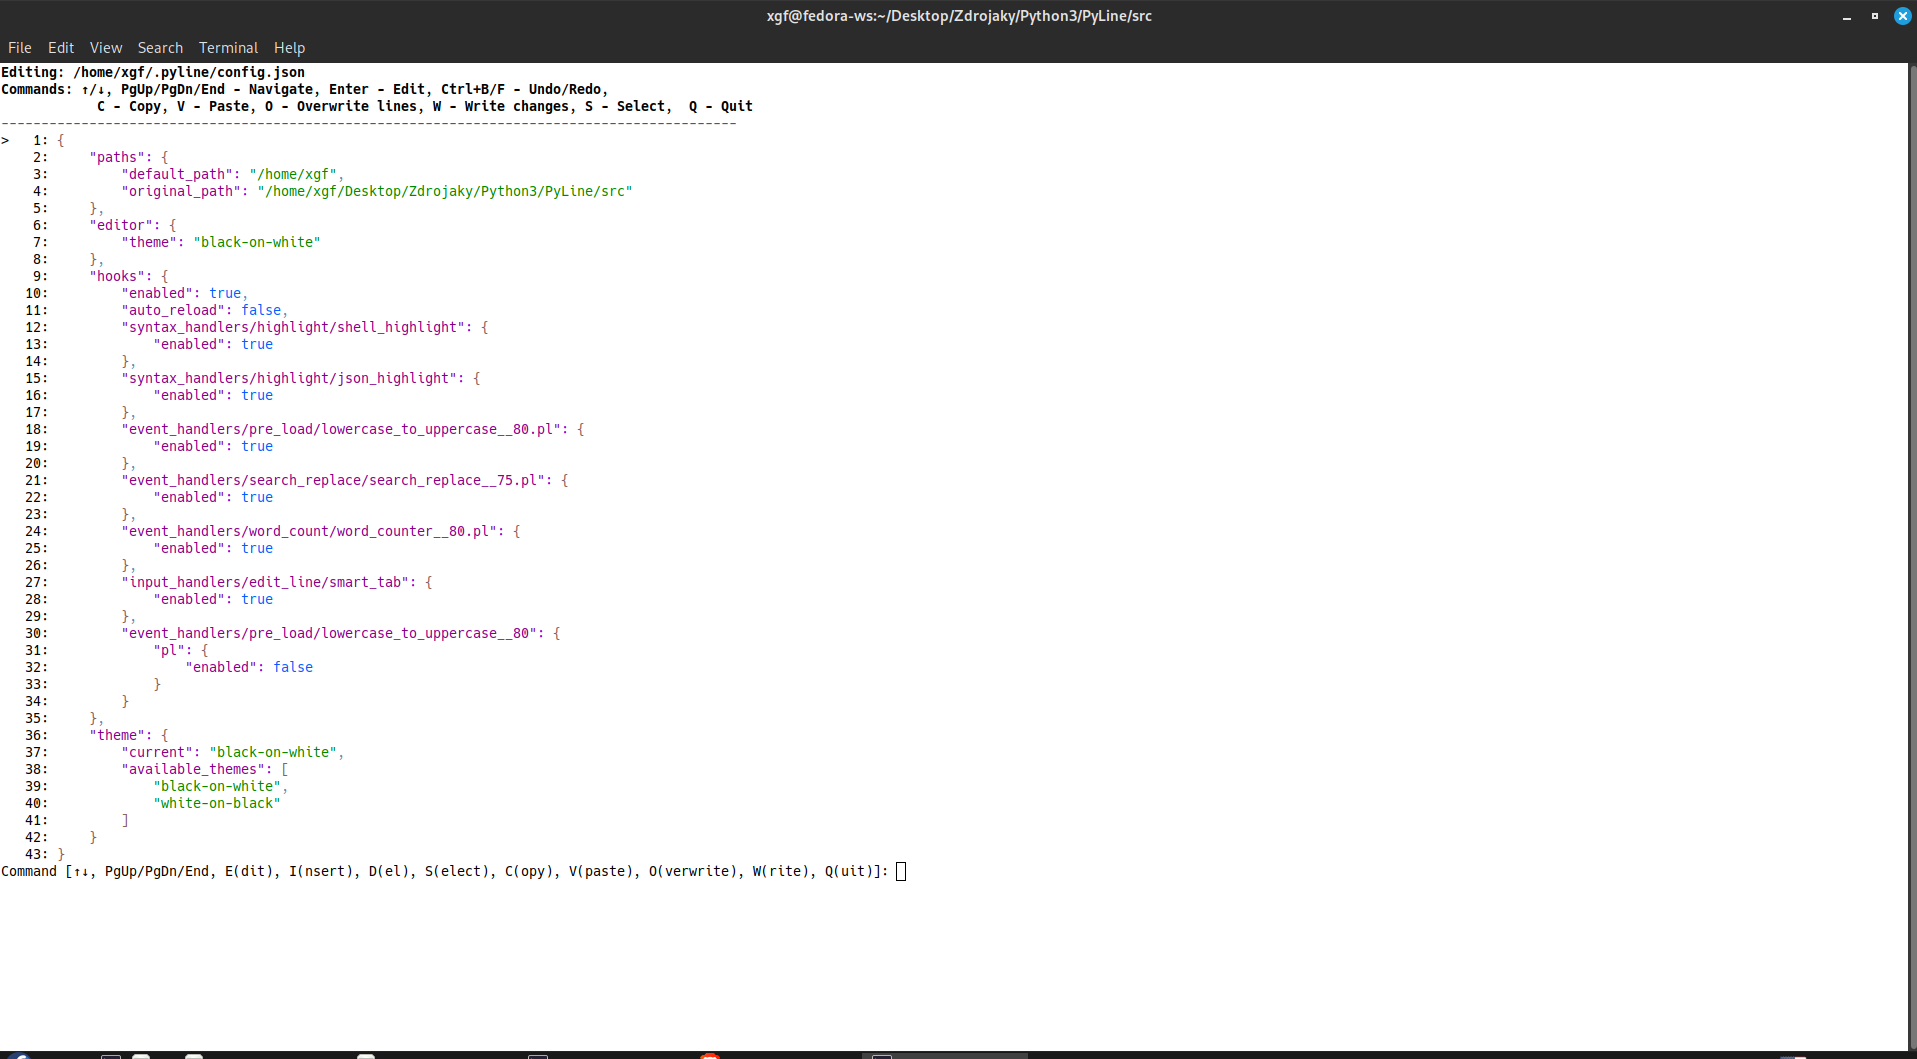 xgf@fedora-ws:~/Desktop/Zdrojaky/Python3/PyLine/src
File Edit View Search Terminal Help
Editing: /home/xgf/.pyline/config.json
Commands: ↑/↓, PgUp/PgDn/End - Navigate, Enter - Edit, Ctrl+B/F - Undo/Redo,
            C - Copy, V - Paste, O - Overwrite lines, W - Write changes, S - Select,  Q - Quit
--------------------------------------------------------------------------------------------
>   1: {
    2:     "paths": {
    3:         "default_path": "/home/xgf",
    4:         "original_path": "/home/xgf/Desktop/Zdrojaky/Python3/PyLine/src"
    5:     },
    6:     "editor": {
    7:         "theme": "black-on-white"
    8:     },
    9:     "hooks": {
   10:         "enabled": true,
   11:         "auto_reload": false,
   12:         "syntax_handlers/highlight/shell_highlight": {
   13:             "enabled": true
   14:         },
   15:         "syntax_handlers/highlight/json_highlight": {
   16:             "enabled": true
   17:         },
   18:         "event_handlers/pre_load/lowercase_to_uppercase__80.pl": {
   19:             "enabled": true
   20:         },
   21:         "event_handlers/search_replace/search_replace__75.pl": {
   22:             "enabled": true
   23:         },
   24:         "event_handlers/word_count/word_counter__80.pl": {
   25:             "enabled": true
   26:         },
   27:         "input_handlers/edit_line/smart_tab": {
   28:             "enabled": true
   29:         },
   30:         "event_handlers/pre_load/lowercase_to_uppercase__80": {
   31:             "pl": {
   32:                 "enabled": false
   33:             }
   34:         }
   35:     },
   36:     "theme": {
   37:         "current": "black-on-white",
   38:         "available_themes": [
   39:             "black-on-white",
   40:             "white-on-black"
   41:         ]
   42:     }
   43: }
Command [↑↓, PgUp/PgDn/End, E(dit), I(nsert), D(el), S(elect), C(opy), V(paste), O(verwrite), W(rite), Q(uit)]: